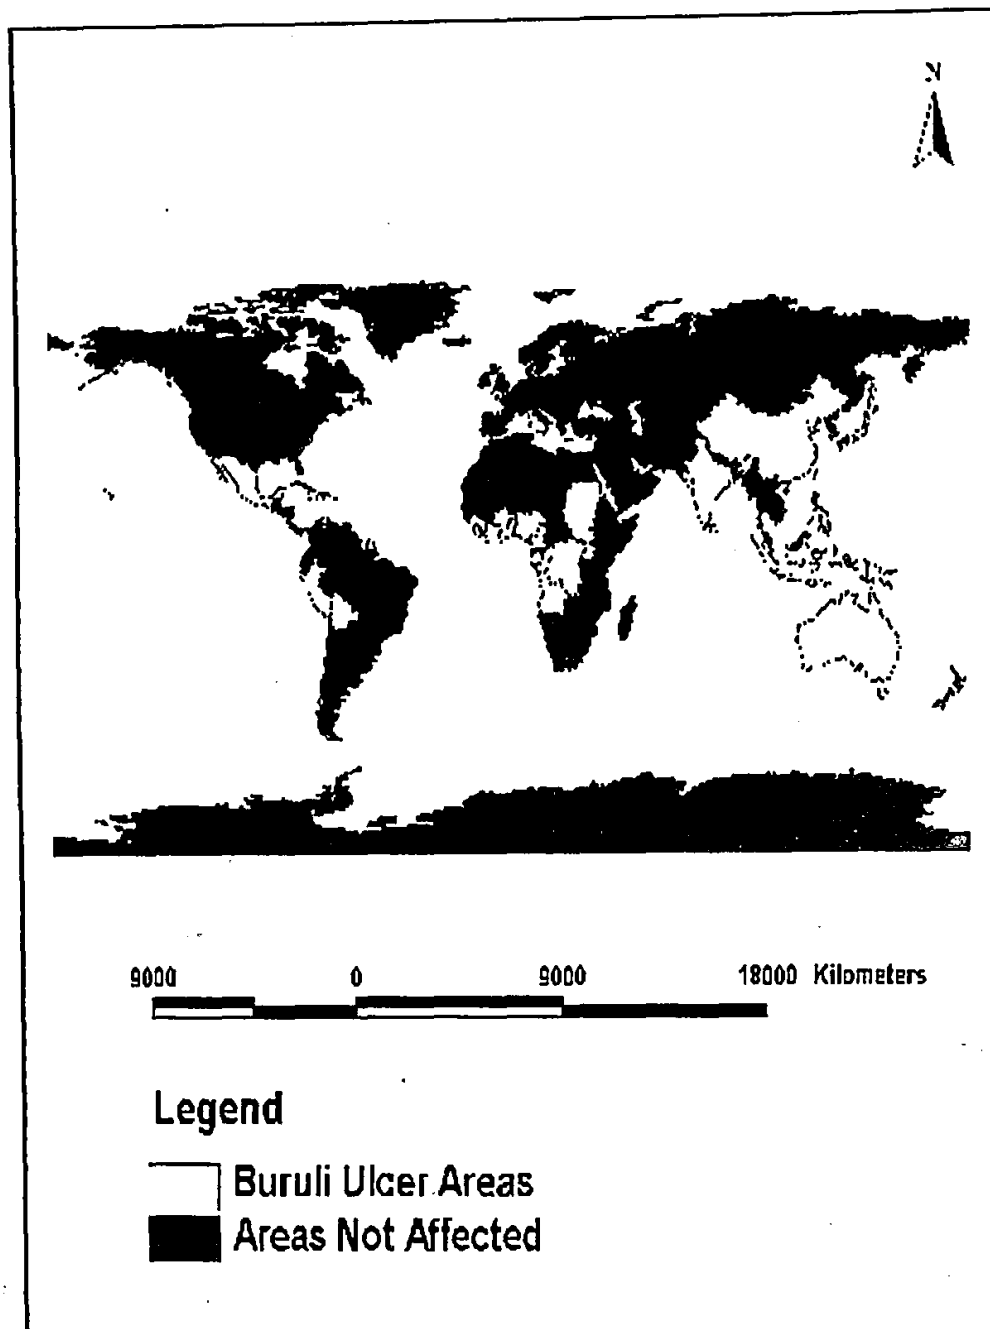 N
9000 0 9000 18000 Kilometers
Legend
Buruli Ulcer Areas
Areas Not Affected